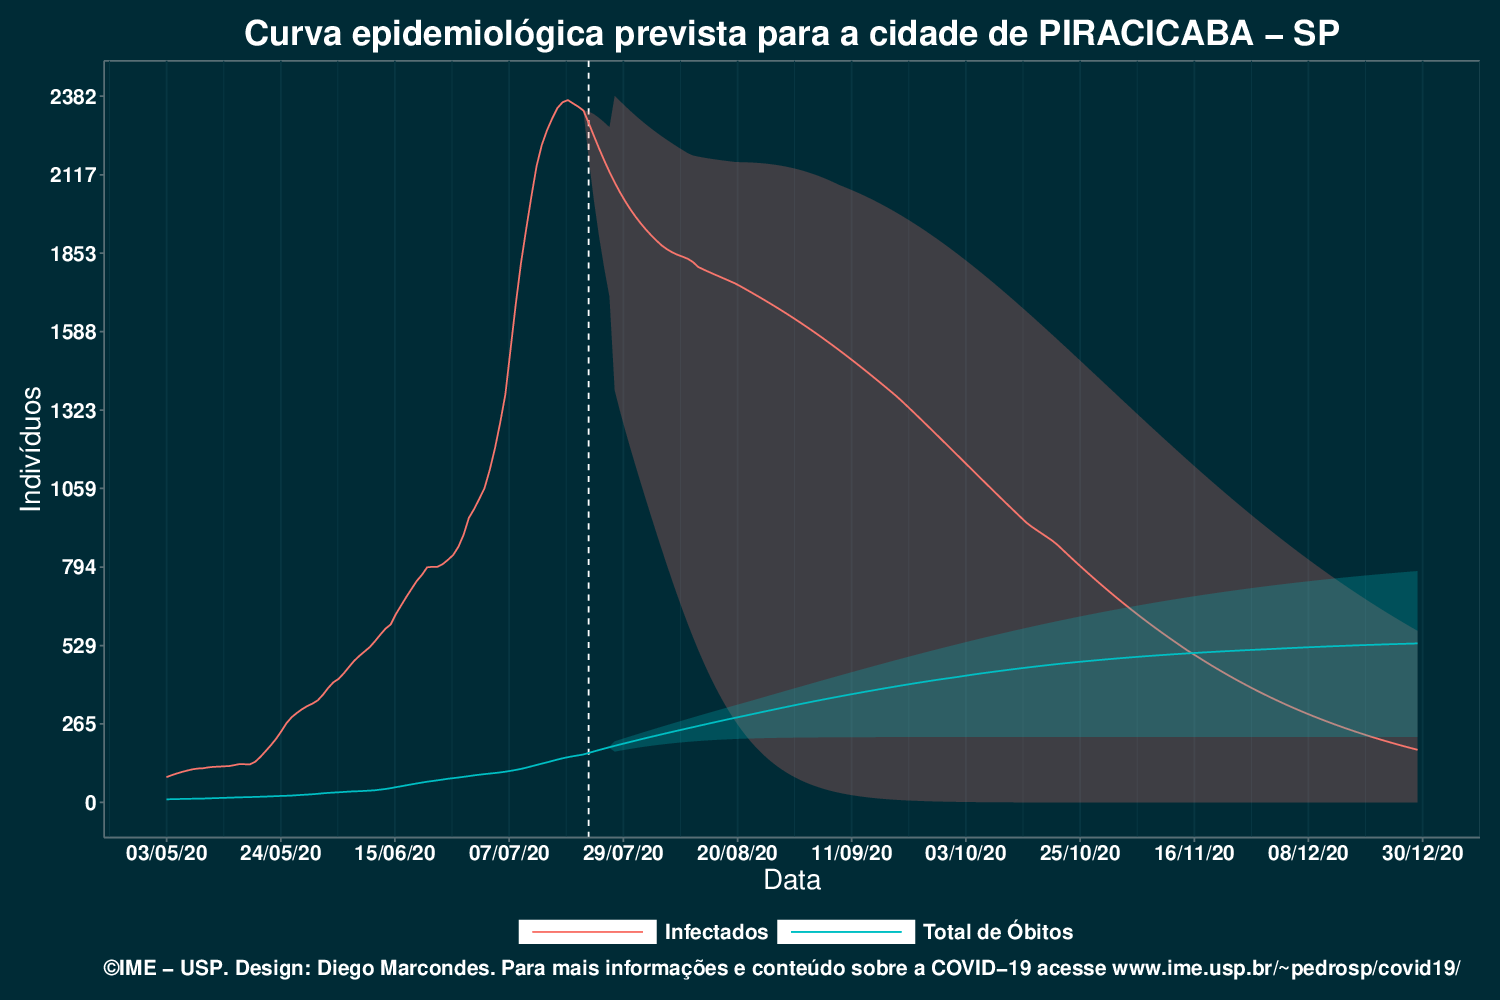 Curva epidemiológica prevista para a cidade de PIRACICABA – SP
Indivíduos
2382
2117
1853
1588
1323
1059
794
529
265
0
03/05/20 24/05/20 15/06/20 07/07/20 29/07/20 20/08/20 11/09/20 03/10/20 25/10/20 16/11/20 08/12/20 30/12/20
Data
Infectados Total de Óbitos
©IME – USP. Design: Diego Marcondes. Para mais informações e conteúdo sobre a COVID–19 acesse www.ime.usp.br/~pedrosp/covid19/